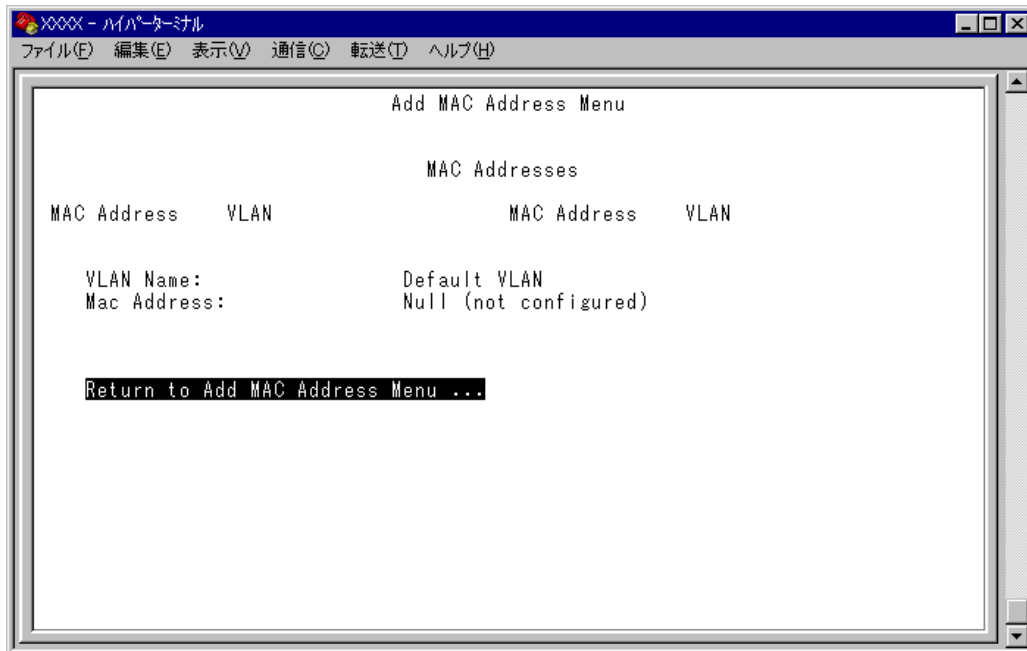 XXXX - ﾊｲﾊﾟｰﾀｰﾐﾅﾙ
ファイル(F) 編集(E) 表示(V) 通信(C) 転送(T) ヘルプ(H)
Add MAC Address Menu
MAC Addresses
MAC Address VLAN MAC Address VLAN
VLAN Name: Default VLAN
Mac Address: Null (not configured)
Return to Add MAC Address Menu ...